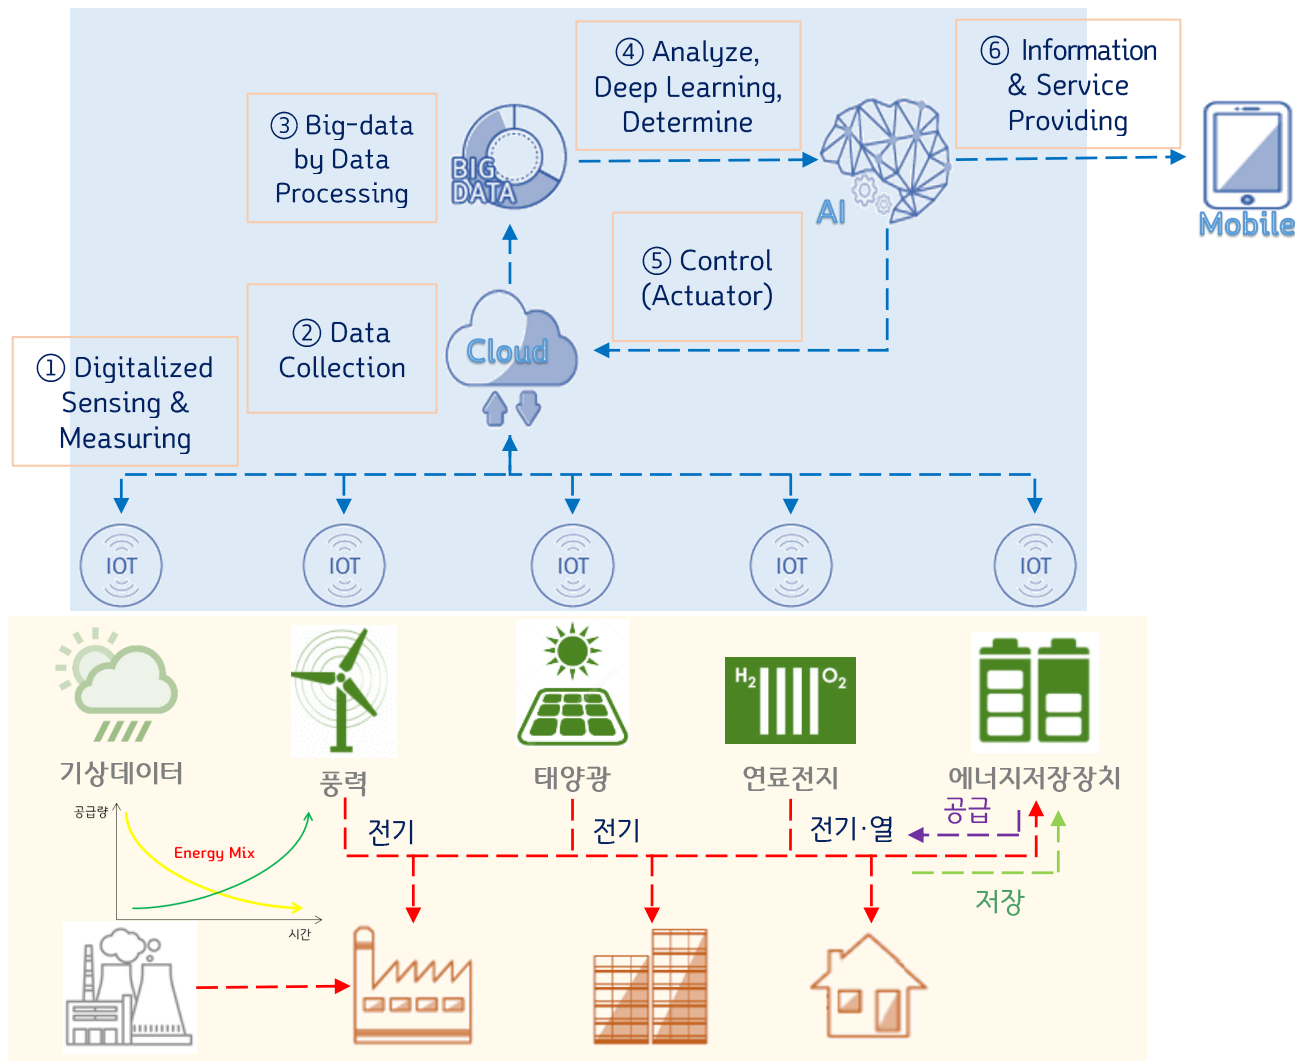 ④ Analyze,
Deep Learning,
Determine
⑥ Information
& Service
Providing
③ Big-data
by Data
Processing
BIG
DATA
AI
Mobile
⑤ Control
(Actuator)
② Data
Collection
Cloud
① Digitalized
Sensing &
Measuring
IOT
IOT
IOT
IOT
IOT
H₂ O₂
기상데이터
풍력
태양광
연료전지
에너지저장장치
공급량
Energy Mix
시간
전기
전기
전기·열
공급
저장